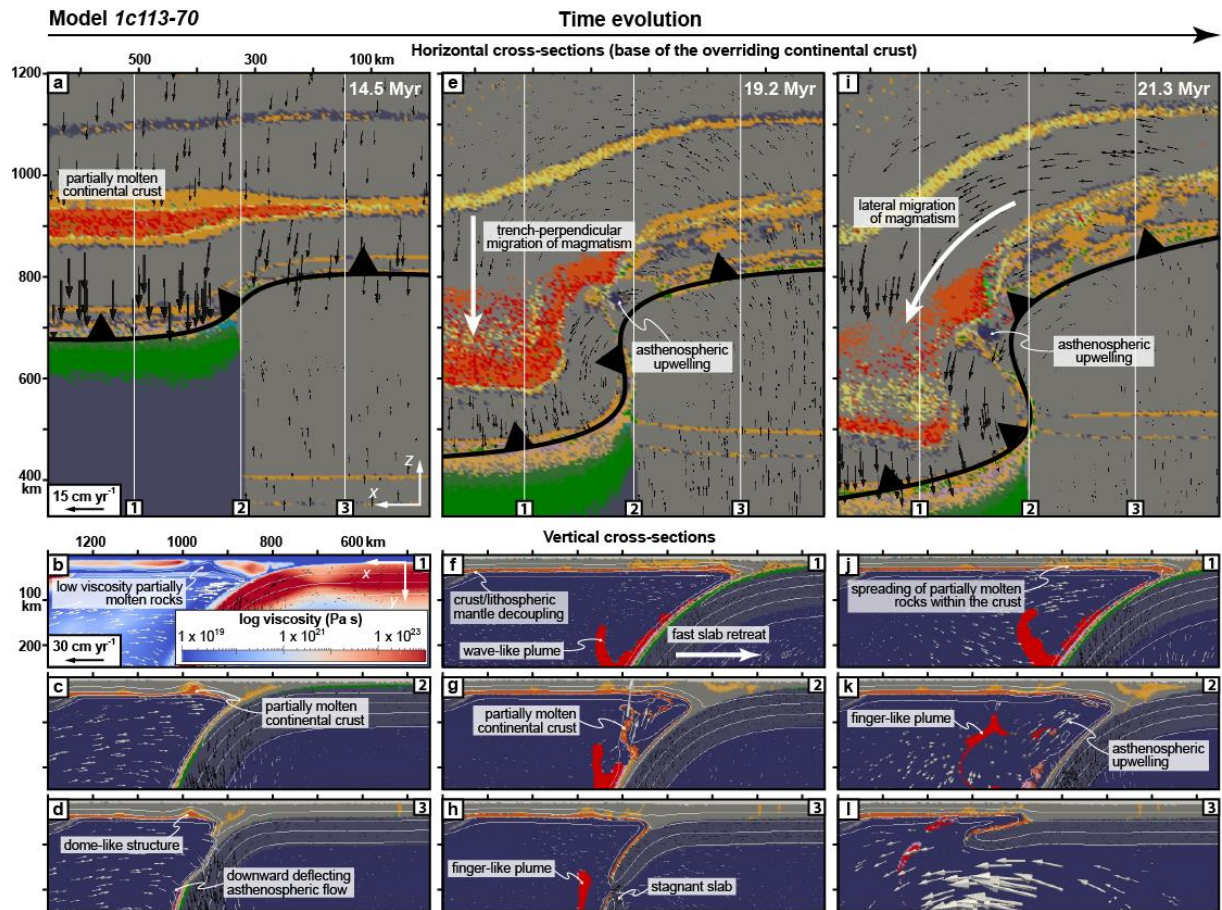 Model 1c113-70
Time evolution
Horizontal cross-sections (base of the overriding continental crust)
500 300 100 km
1200
1000
800
600
400
km
a
14.5 Myr
partially molten
continental crust
15 cm yr⁻¹
z
x
1 2 3
e
19.2 Myr
trench-perpendicular
migration of magmatism
asthenospheric
upwelling
1 2 3
i
21.3 Myr
lateral migration
of magmatism
asthenospheric
upwelling
1 2 3
Vertical cross-sections
1200 1000 800 600 km
100
km
200
b
1
low viscosity partially
molten rocks
x
y
log viscosity (Pa s)
1 x 10¹⁹ 1 x 10²¹ 1 x 10²³
30 cm yr⁻¹
f
1
crust/lithospheric
mantle decoupling
wave-like plume
fast slab retreat
j
1
spreading of partially molten
rocks within the crust
c
2
partially molten
continental crust
g
2
partially molten
continental crust
k
2
finger-like plume
asthenospheric
upwelling
d
3
dome-like structure
downward deflecting
asthenospheric flow
h
3
finger-like plume
stagnant slab
l
3